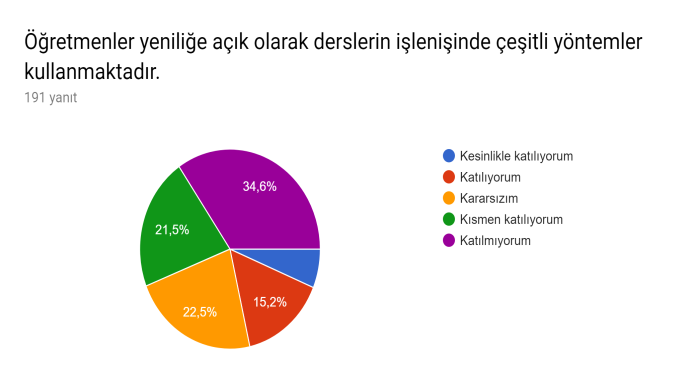 Öğretmenler yeniliğe açık olarak derslerin işlenişinde çeşitli yöntemler
kullanmaktadır.
191 yanıt
34,6%
21,5%
22,5%
15,2%
Kesinlikle katılıyorum
Katılıyorum
Kararsızım
Kısmen katılıyorum
Katılmıyorum